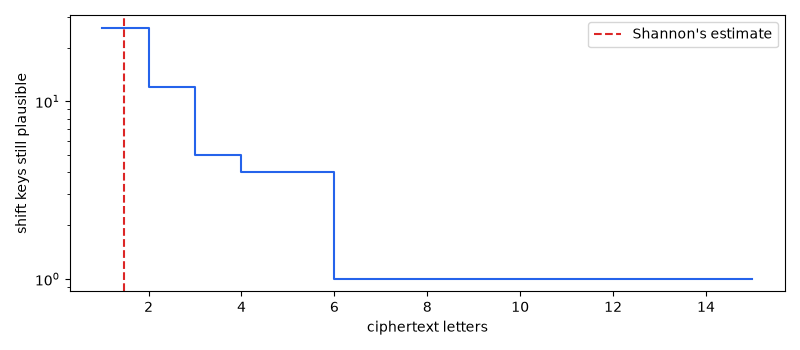 Shannon's estimate
shift keys still plausible
10¹
10⁰
2 4 6 8 10 12 14
ciphertext letters